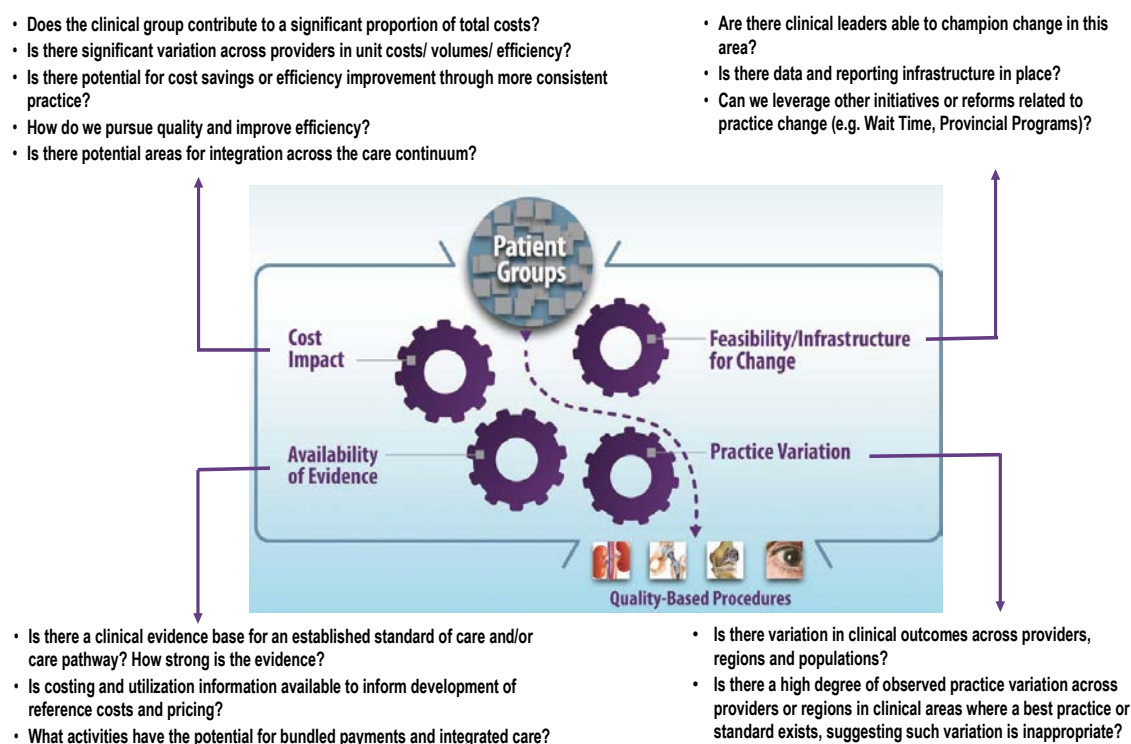 • Does the clinical group contribute to a significant proportion of total costs?
• Is there significant variation across providers in unit costs/ volumes/ efficiency?
• Is there potential for cost savings or efficiency improvement through more consistent
practice?
• How do we pursue quality and improve efficiency?
• Is there potential areas for integration across the care continuum?
• Are there clinical leaders able to champion change in this
area?
• Is there data and reporting infrastructure in place?
• Can we leverage other initiatives or reforms related to
practice change (e.g. Wait Time, Provincial Programs)?
Patient
Groups
Cost
Impact
Feasibility/Infrastructure
for Change
Availability
of Evidence
Practice Variation
Quality-Based Procedures
• Is there a clinical evidence base for an established standard of care and/or
care pathway? How strong is the evidence?
• Is costing and utilization information available to inform development of
reference costs and pricing?
• What activities have the potential for bundled payments and integrated care?
• Is there variation in clinical outcomes across providers,
regions and populations?
• Is there a high degree of observed practice variation across
providers or regions in clinical areas where a best practice or
standard exists, suggesting such variation is inappropriate?